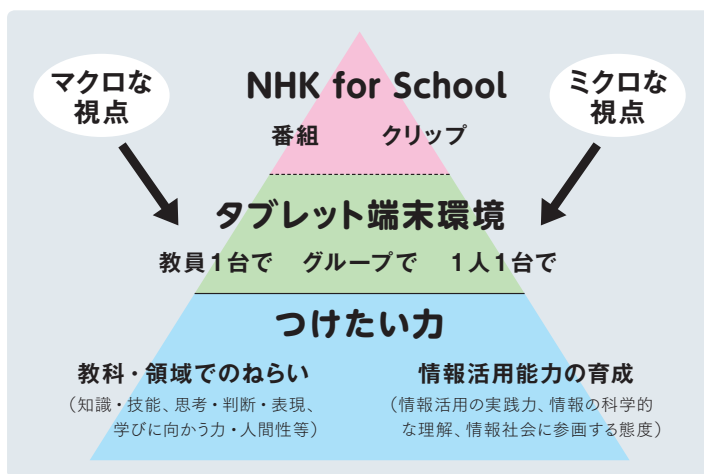 マクロな
視点
NHK for School
ミクロな
視点
番組 クリップ
タブレット端末環境
教員1台で グループで 1人1台で
つけたい力
教科・領域でのねらい
（知識・技能、思考・判断・表現、
学びに向かう力・人間性等）
情報活用能力の育成
（情報活用の実践力、情報の科学的
な理解、情報社会に参画する態度）